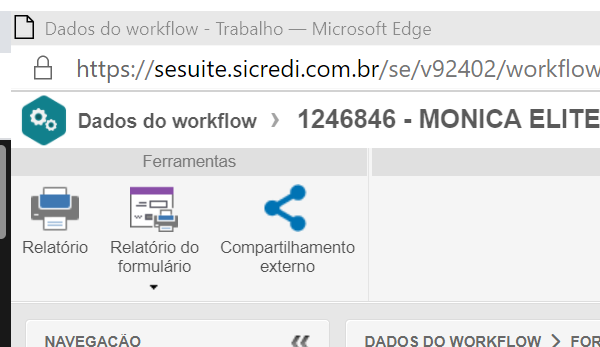 Dados do workflow - Trabalho — Microsoft Edge
https://sesuite.sicredi.com.br/se/v92402/workflow
Dados do workflow › 1246846 - MONICA ELITE
Ferramentas
Relatório
Relatório do
formulário
Compartilhamento
externo
NAVEGAÇÃO
DADOS DO WORKFLOW > FOR